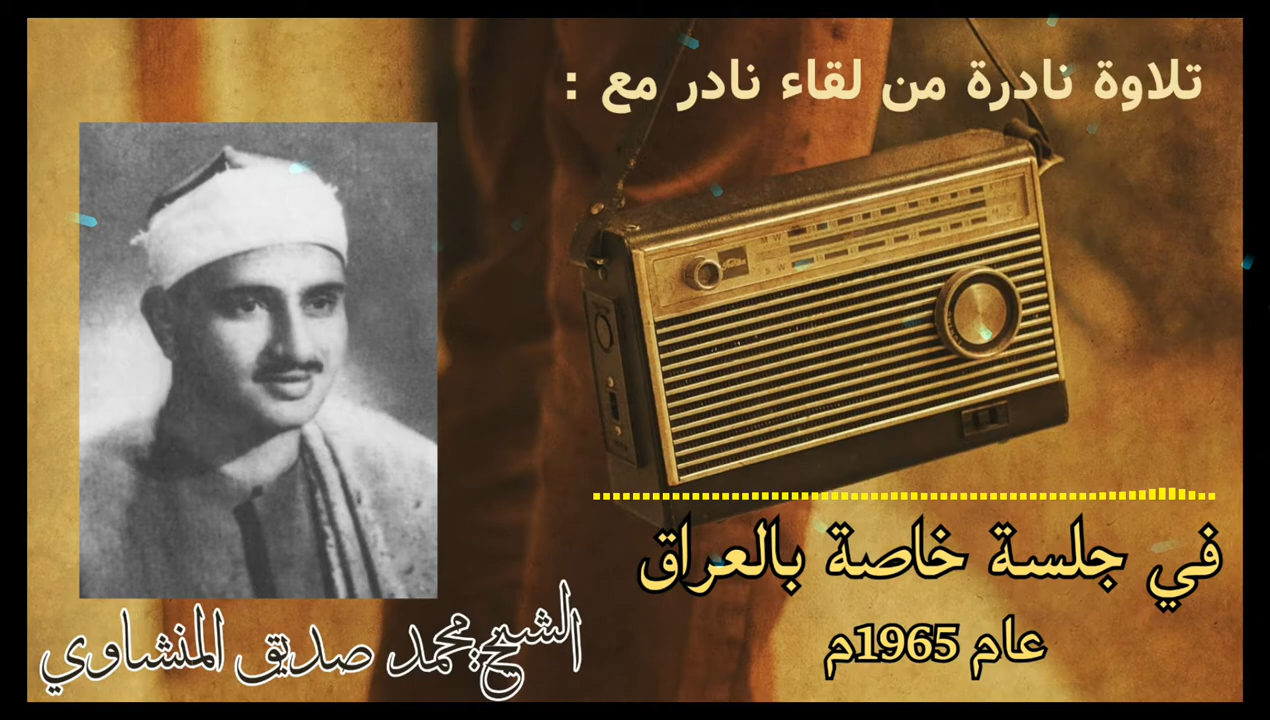 تلاوة نادرة من لقاء نادر مع :
في جلسة خاصة بالعراق
عام 1965م
الشيخ محمد صديق المنشاوي